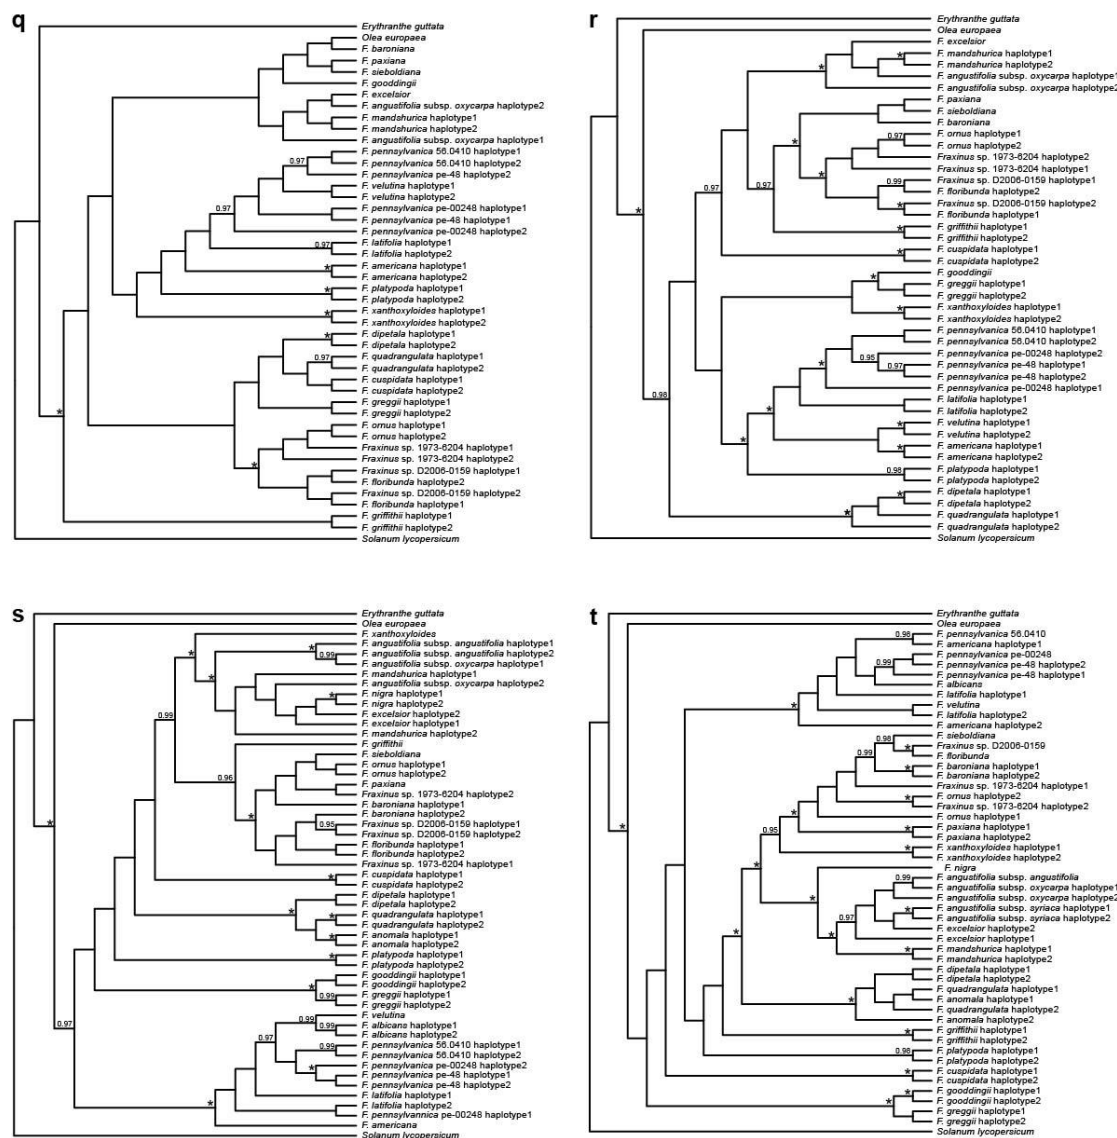 q
Erythranthe guttata
Olea europaea
F. baroniana
F. paxiana
F. sieboldiana
F. gooddingii
F. excelsior
F. angustifolia subsp. oxycarpa haplotype2
F. mandshurica haplotype1
F. mandshurica haplotype2
F. angustifolia subsp. oxycarpa haplotype1
F. pennsylvanica 56.0410 haplotype1
0.97 F. pennsylvanica 56.0410 haplotype2
F. pennsylvanica pe-48 haplotype2
F. velutina haplotype1
F. velutina haplotype2
0.97 F. pennsylvanica pe-00248 haplotype1
F. pennsylvanica pe-48 haplotype1
F. pennsylvanica pe-00248 haplotype2
F. latifolia haplotype1
0.97 F. latifolia haplotype2
F. americana haplotype1
* F. americana haplotype2
F. platypoda haplotype1
* F. platypoda haplotype2
F. xanthoxyloides haplotype1
* F. xanthoxyloides haplotype2
F. dipetala haplotype1
* F. dipetala haplotype2
F. quadrangulata haplotype1
0.97 F. quadrangulata haplotype2
F. cuspidata haplotype1
F. cuspidata haplotype2
F. greggii haplotype1
* F. greggii haplotype2
F. ornus haplotype1
F. ornus haplotype2
Fraxinus sp. 1973-6204 haplotype1
Fraxinus sp. 1973-6204 haplotype2
* Fraxinus sp. D2006-0159 haplotype1
F. floribunda haplotype2
Fraxinus sp. D2006-0159 haplotype2
F. floribunda haplotype1
F. griffithii haplotype1
F. griffithii haplotype2
Solanum lycopersicum
r
Erythranthe guttata
Olea europaea
F. excelsior
* F. mandshurica haplotype1
* F. mandshurica haplotype2
F. angustifolia subsp. oxycarpa haplotype1
F. angustifolia subsp. oxycarpa haplotype2
F. paxiana
F. sieboldiana
F. baroniana
0.97 F. ornus haplotype1
* F. ornus haplotype2
Fraxinus sp. 1973-6204 haplotype2
Fraxinus sp. 1973-6204 haplotype1
* 0.99 Fraxinus sp. D2006-0159 haplotype1
0.97 0.97 F. floribunda haplotype2
* Fraxinus sp. D2006-0159 haplotype2
* F. floribunda haplotype1
* F. griffithii haplotype1
F. griffithii haplotype2
* F. cuspidata haplotype1
F. cuspidata haplotype2
* F. gooddingii
F. greggii haplotype1
F. greggii haplotype2
* F. xanthoxyloides haplotype1
F. xanthoxyloides haplotype2
F. pennsylvanica 56.0410 haplotype1
F. pennsylvanica 56.0410 haplotype2
0.95 F. pennsylvanica pe-00248 haplotype2
* 0.97 F. pennsylvanica pe-48 haplotype1
F. pennsylvanica pe-48 haplotype2
F. pennsylvanica pe-00248 haplotype1
0.98 F. latifolia haplotype1
* F. latifolia haplotype2
* F. velutina haplotype1
F. velutina haplotype2
* * F. americana haplotype1
F. americana haplotype2
0.98 F. platypoda haplotype1
F. platypoda haplotype2
* F. dipetala haplotype1
* F. dipetala haplotype2
F. quadrangulata haplotype1
F. quadrangulata haplotype2
Solanum lycopersicum
s
Erythranthe guttata
Olea europaea
F. xanthoxyloides
* F. angustifolia subsp. angustifolia haplotype1
* 0.99 F. angustifolia subsp. angustifolia haplotype2
F. angustifolia subsp. oxycarpa haplotype1
* F. mandshurica haplotype1
F. angustifolia subsp. oxycarpa haplotype2
* F. nigra haplotype1
F. nigra haplotype2
0.99 F. excelsior haplotype2
F. excelsior haplotype1
F. mandshurica haplotype2
F. griffithii
F. sieboldiana
F. ornus haplotype1
F. ornus haplotype2
0.96 F. paxiana
Fraxinus sp. 1973-6204 haplotype2
F. baroniana haplotype1
* F. baroniana haplotype2
* 0.95 Fraxinus sp. D2006-0159 haplotype1
Fraxinus sp. D2006-0159 haplotype2
F. floribunda haplotype1
F. floribunda haplotype2
Fraxinus sp. 1973-6204 haplotype1
* F. cuspidata haplotype1
F. cuspidata haplotype2
F. dipetala haplotype1
* F. dipetala haplotype2
* F. quadrangulata haplotype1
F. quadrangulata haplotype2
* F. anomala haplotype1
F. anomala haplotype2
* F. platypoda haplotype1
F. platypoda haplotype2
F. gooddingii haplotype1
* F. gooddingii haplotype2
0.99 F. greggii haplotype1
F. greggii haplotype2
0.99 F. velutina
0.97 0.99 F. albicans haplotype1
0.97 F. albicans haplotype2
0.99 F. pennsylvanica 56.0410 haplotype1
F. pennsylvanica 56.0410 haplotype2
* F. pennsylvanica pe-00248 haplotype2
F. pennsylvanica pe-48 haplotype1
F. pennsylvanica pe-48 haplotype2
* F. latifolia haplotype1
F. latifolia haplotype2
F. pennsylvannica pe-00248 haplotype1
F. americana
Solanum lycopersicum
t
Erythranthe guttata
Olea europaea
* 0.98 F. pennsylvanica 56.0410
F. americana haplotype1
F. pennsylvanica pe-00248
0.99 F. pennsylvanica pe-48 haplotype2
F. pennsylvanica pe-48 haplotype1
F. albicans
F. latifolia haplotype1
* F. velutina
F. latifolia haplotype2
F. americana haplotype2
0.98 F. sieboldiana
0.99 * Fraxinus sp. D2006-0159
F. floribunda
* F. baroniana haplotype1
F. baroniana haplotype2
Fraxinus sp. 1973-6204 haplotype1
* F. ornus haplotype2
Fraxinus sp. 1973-6204 haplotype2
* F. ornus haplotype1
0.95 * F. paxiana haplotype1
F. paxiana haplotype2
* F. xanthoxyloides haplotype1
F. xanthoxyloides haplotype2
* F. nigra
0.99 F. angustifolia subsp. angustifolia
F. angustifolia subsp. oxycarpa haplotype1
F. angustifolia subsp. oxycarpa haplotype2
* * F. angustifolia subsp. syriaca haplotype1
0.97 F. angustifolia subsp. syriaca haplotype2
F. excelsior haplotype2
* F. excelsior haplotype1
* * F. mandshurica haplotype1
F. mandshurica haplotype2
F. dipetala haplotype1
F. dipetala haplotype2
* F. quadrangulata haplotype1
F. anomala haplotype1
F. quadrangulata haplotype2
F. anomala haplotype2
* F. griffithii haplotype1
F. griffithii haplotype2
0.98 F. platypoda haplotype1
F. platypoda haplotype2
* F. cuspidata haplotype1
F. cuspidata haplotype2
* F. gooddingii haplotype1
* F. gooddingii haplotype2
F. greggii haplotype1
F. greggii haplotype2
Solanum lycopersicum